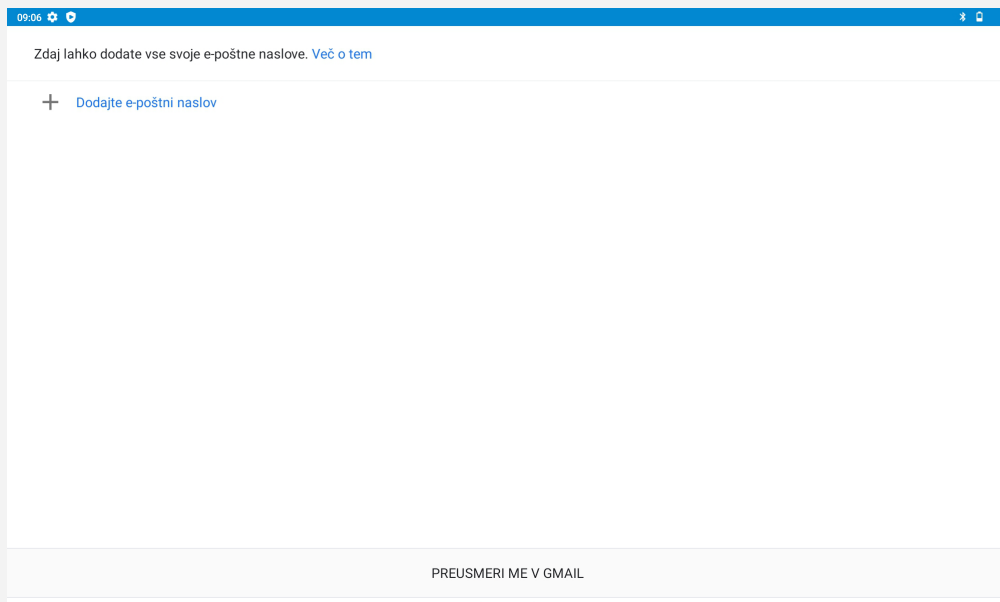 09:06
Zdaj lahko dodate vse svoje e-poštne naslove. Več o tem
Dodajte e-poštni naslov
PREUSMERI ME V GMAIL